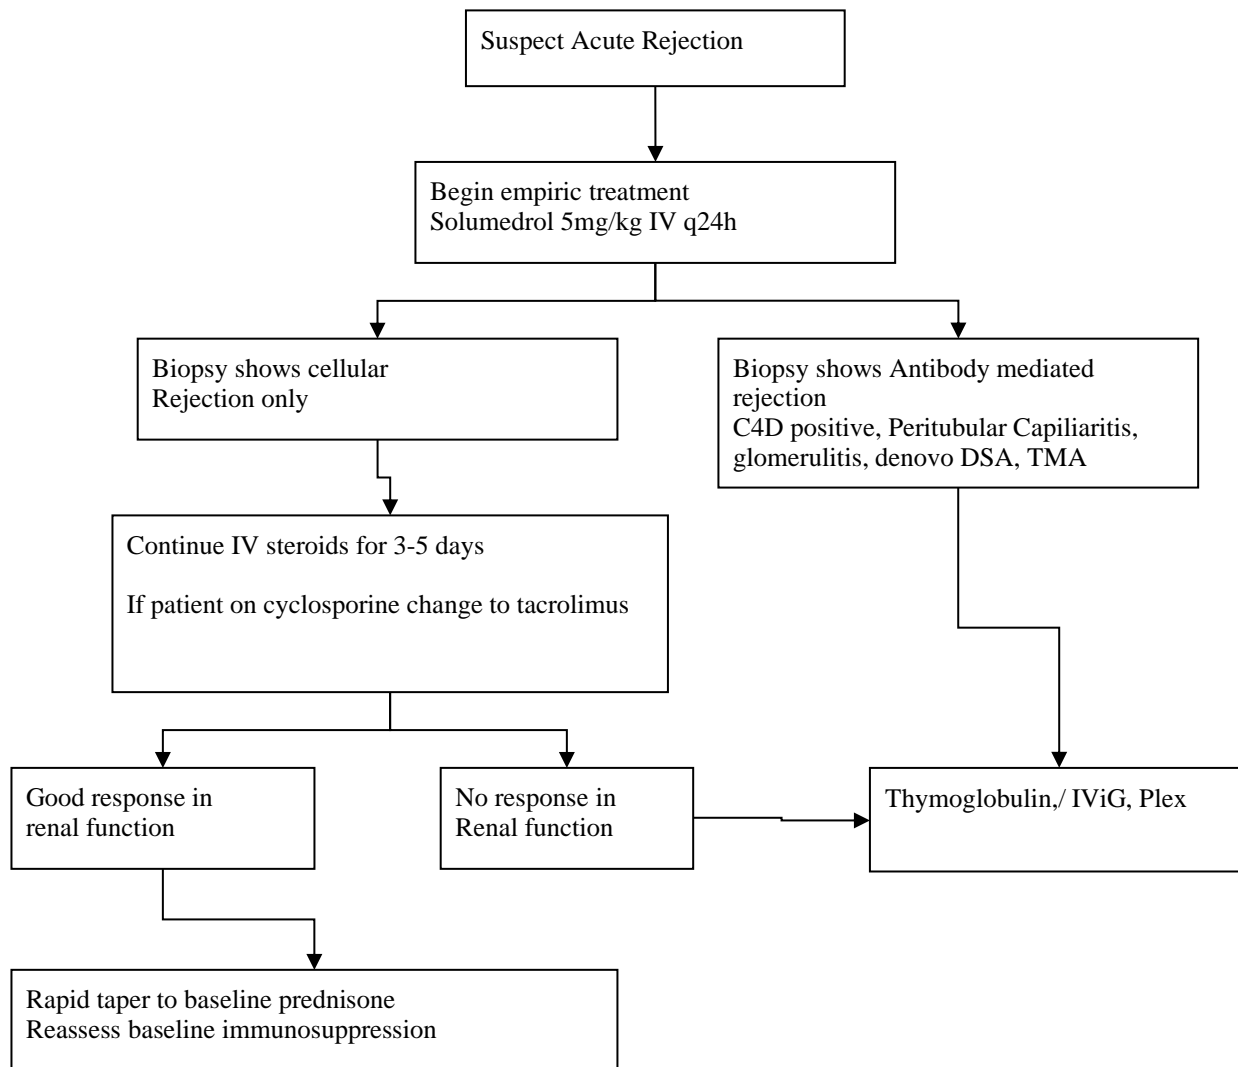 Suspect Acute Rejection
Begin empiric treatment
Solumedrol 5mg/kg IV q24h
Biopsy shows cellular
Rejection only
Biopsy shows Antibody mediated
rejection
C4D positive, Peritubular Capiliaritis,
glomerulitis, denovo DSA, TMA
Continue IV steroids for 3-5 days
If patient on cyclosporine change to tacrolimus
Good response in
renal function
No response in
Renal function
Thymoglobulin,/ IViG, Plex
Rapid taper to baseline prednisone
Reassess baseline immunosuppression